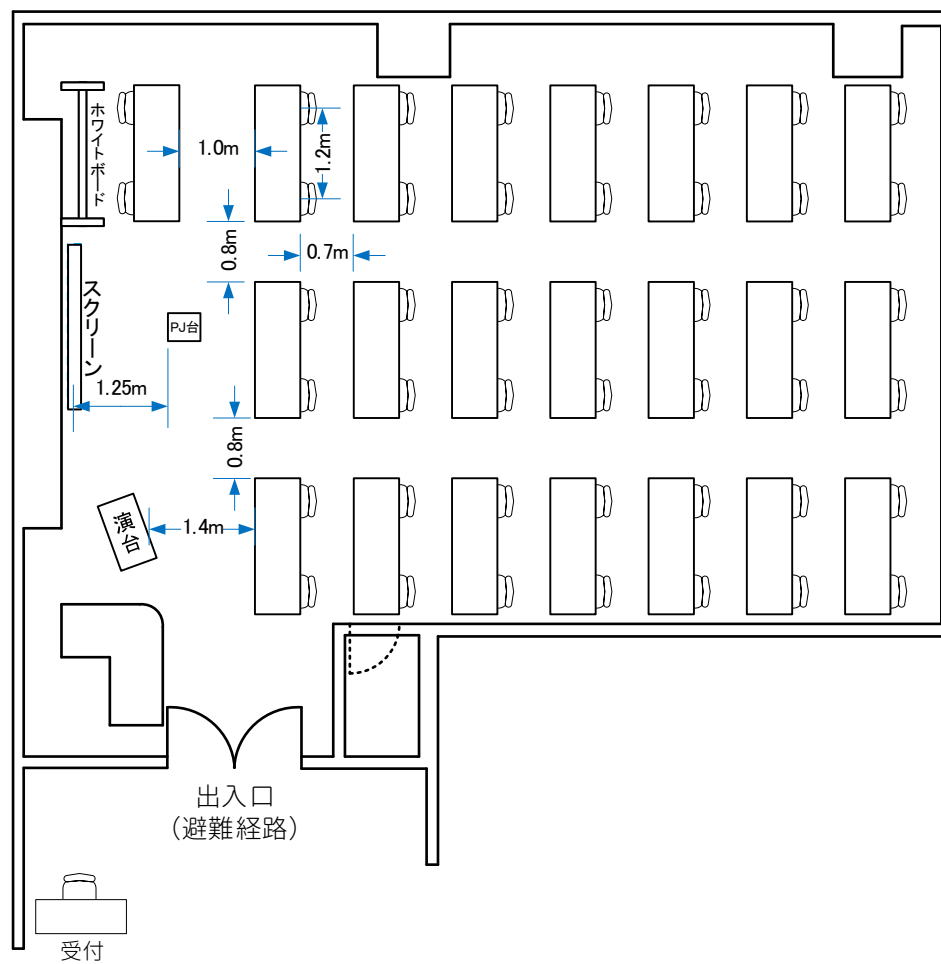 ホワイトボード
1.0m
1.2m
0.8m
0.7m
スクリーン
PJ台
1.25m
0.8m
演台
1.4m
出入口
（避難経路）
受付